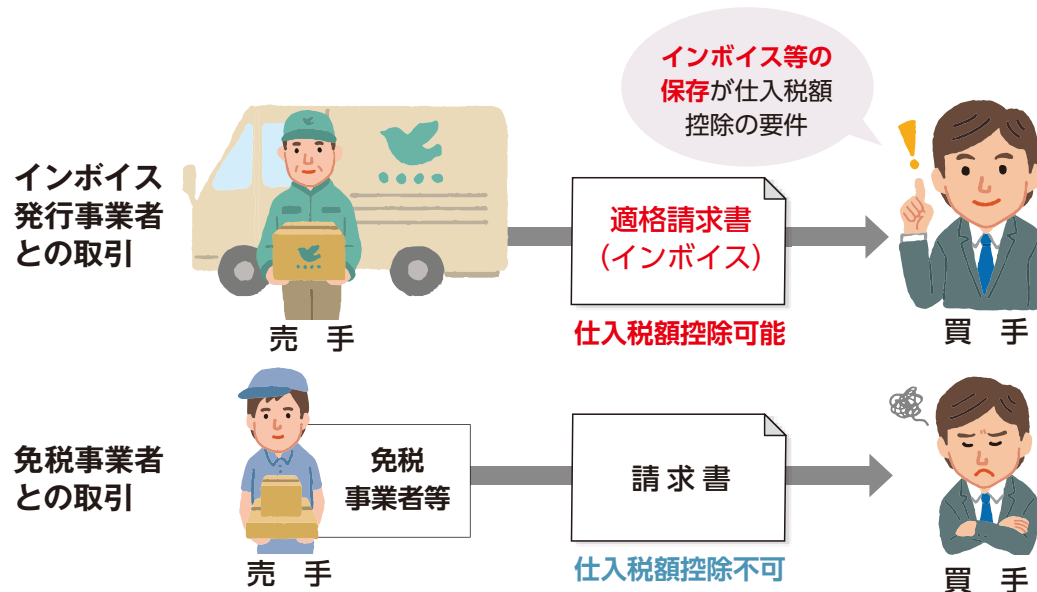 インボイス等の
保存が仕入税額
控除の要件
インボイス
発行事業者
との取引
適格請求書
（インボイス）
売 手
仕入税額控除可能
買 手
免税事業者
との取引
免税
事業者等
請求書
売 手
仕入税額控除不可
買 手